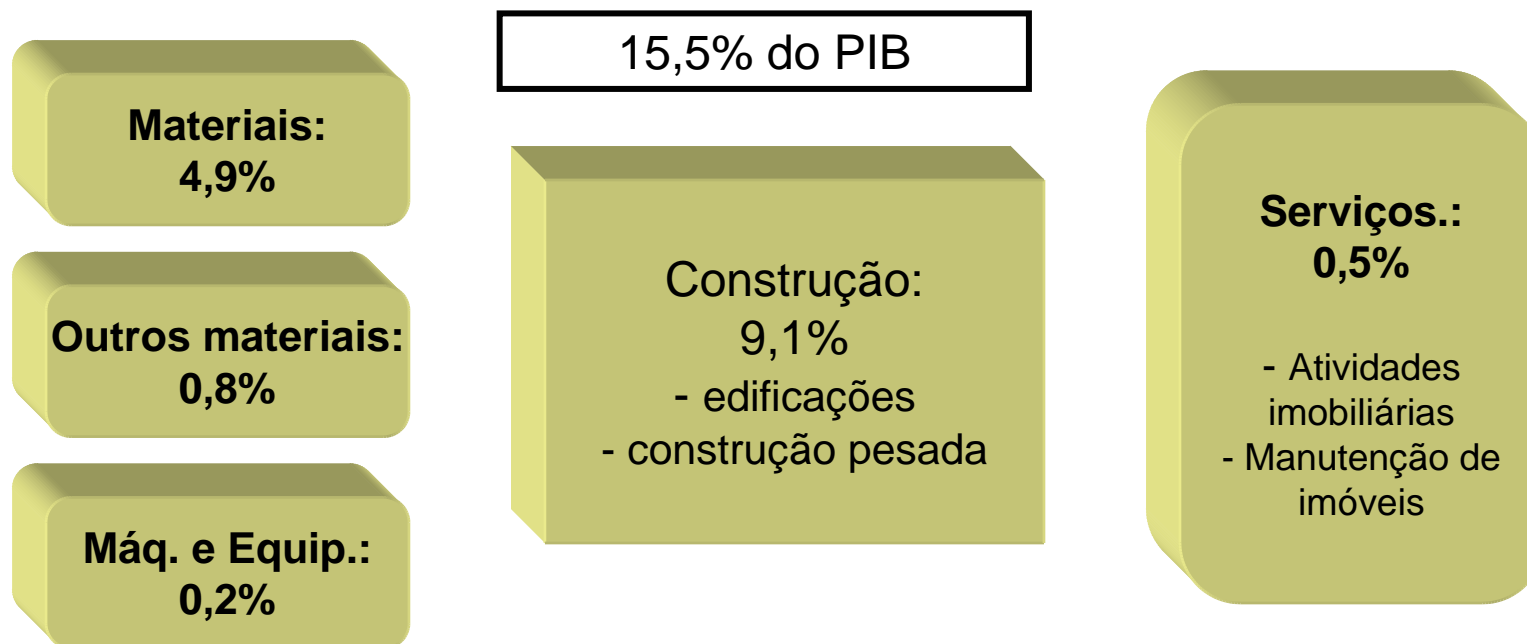 15,5% do PIB
Materiais:
4,9%
Outros materiais:
0,8%
Máq. e Equip.:
0,2%
Construção:
9,1%
- edificações
- construção pesada
Serviços.:
0,5%
- Atividades
imobiliárias
- Manutenção de
imóveis